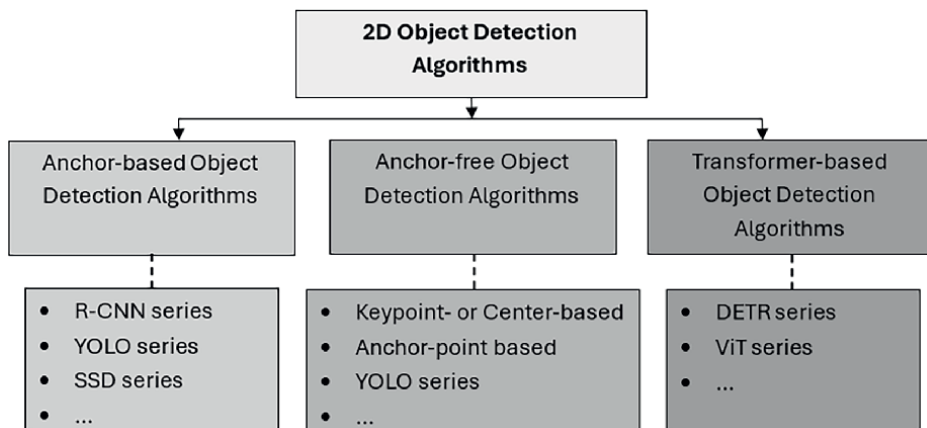 2D Object Detection
Algorithms
Anchor-based Object
Detection Algorithms
Anchor-free Object
Detection Algorithms
Transformer-based
Object Detection
Algorithms
• R-CNN series
• YOLO series
• SSD series
• ...
• Keypoint- or Center-based
• Anchor-point based
• YOLO series
• ...
• DETR series
• ViT series
• ...